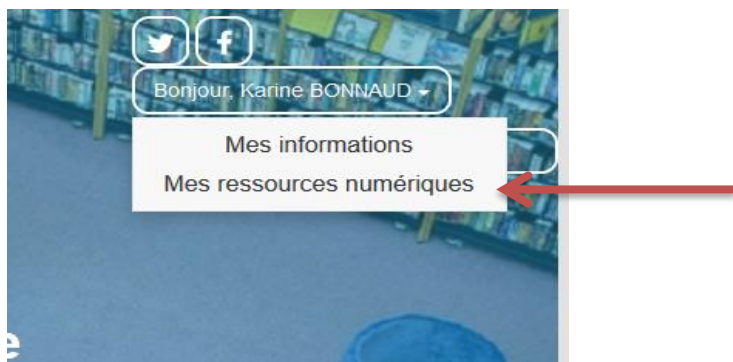 Bonjour, Karine BONNAUD
Mes informations
Mes ressources numériques
e